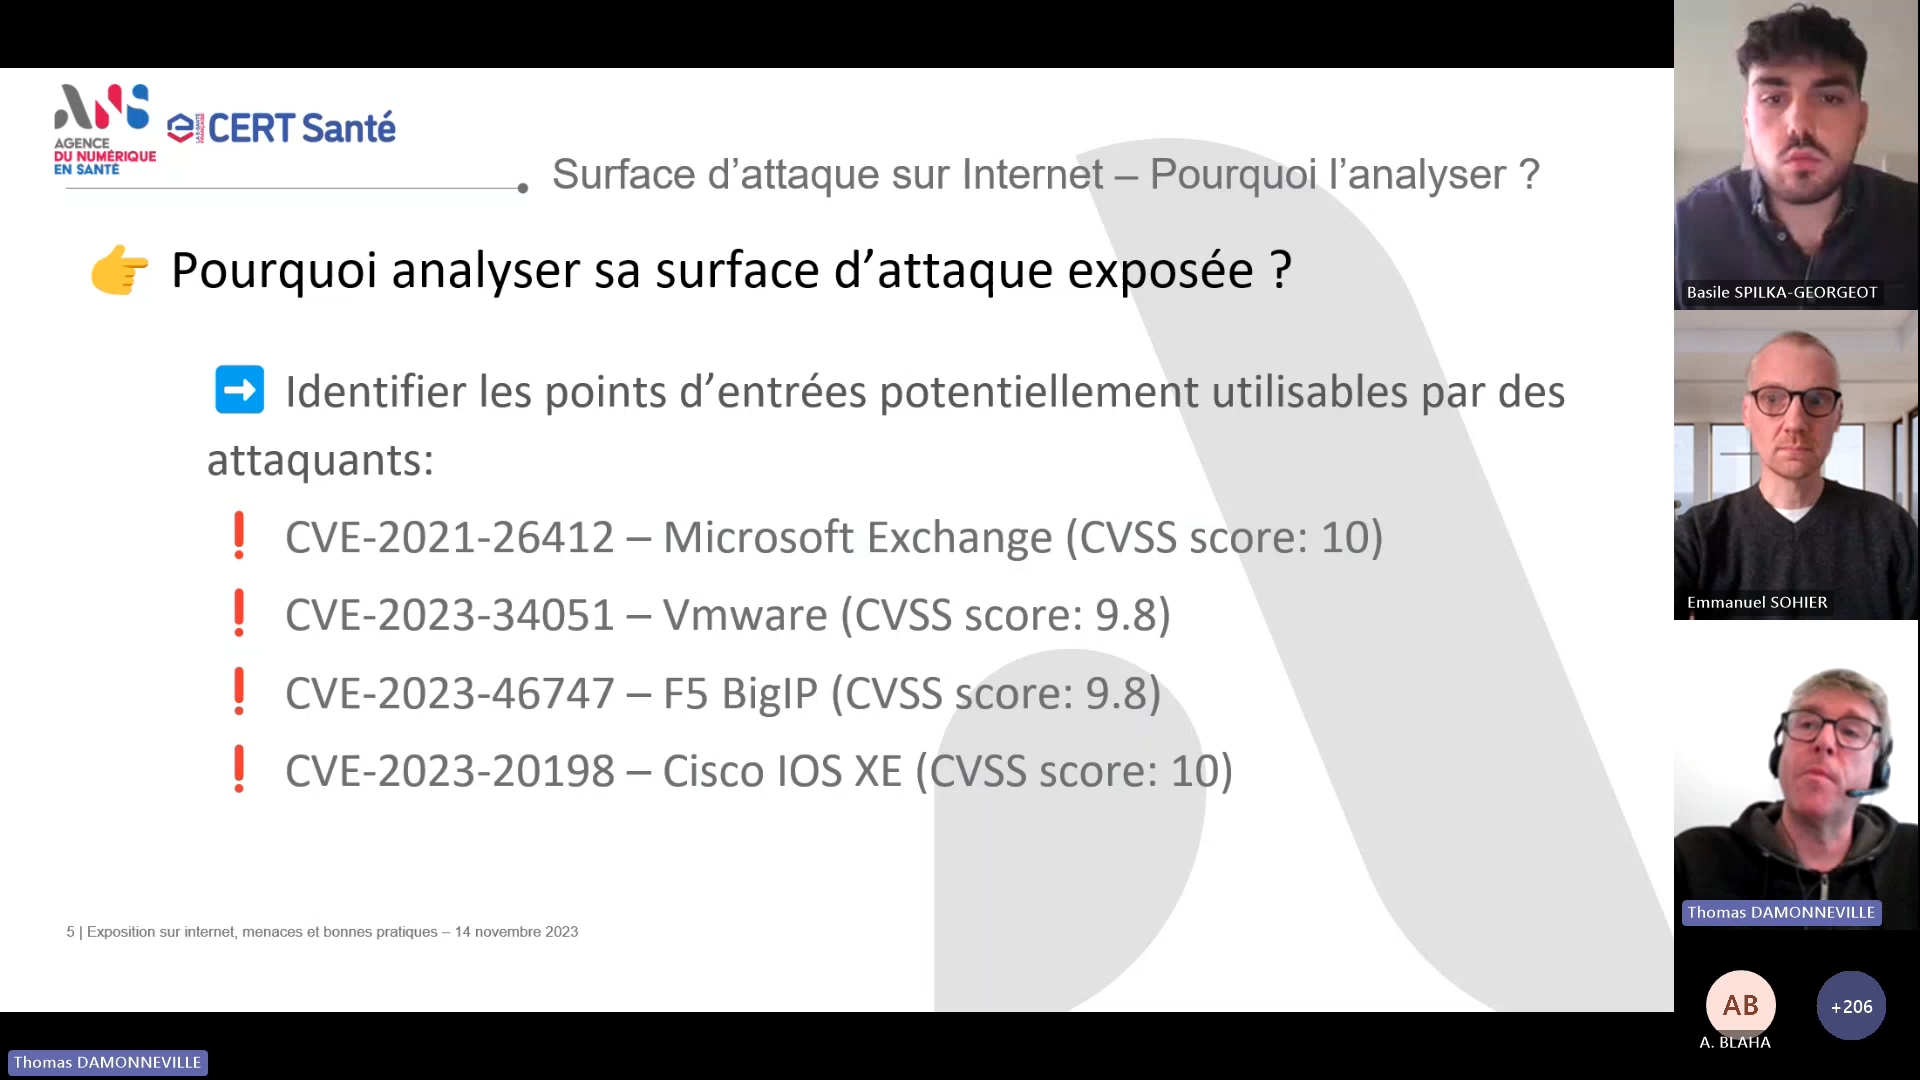 ANS
AGENCE
DU NUMÉRIQUE
EN SANTÉ
CERT Santé
Surface d’attaque sur Internet – Pourquoi l’analyser ?
Pourquoi analyser sa surface d’attaque exposée ?
Identifier les points d’entrées potentiellement utilisables par des
attaquants:
CVE-2021-26412 – Microsoft Exchange (CVSS score: 10)
CVE-2023-34051 – Vmware (CVSS score: 9.8)
CVE-2023-46747 – F5 BigIP (CVSS score: 9.8)
CVE-2023-20198 – Cisco IOS XE (CVSS score: 10)
5 | Exposition sur internet, menaces et bonnes pratiques – 14 novembre 2023
Basile SPILKA-GEORGEOT
Emmanuel SOHIER
Thomas DAMONNEVILLE
AB
+206
A. BLAHA
Thomas DAMONNEVILLE